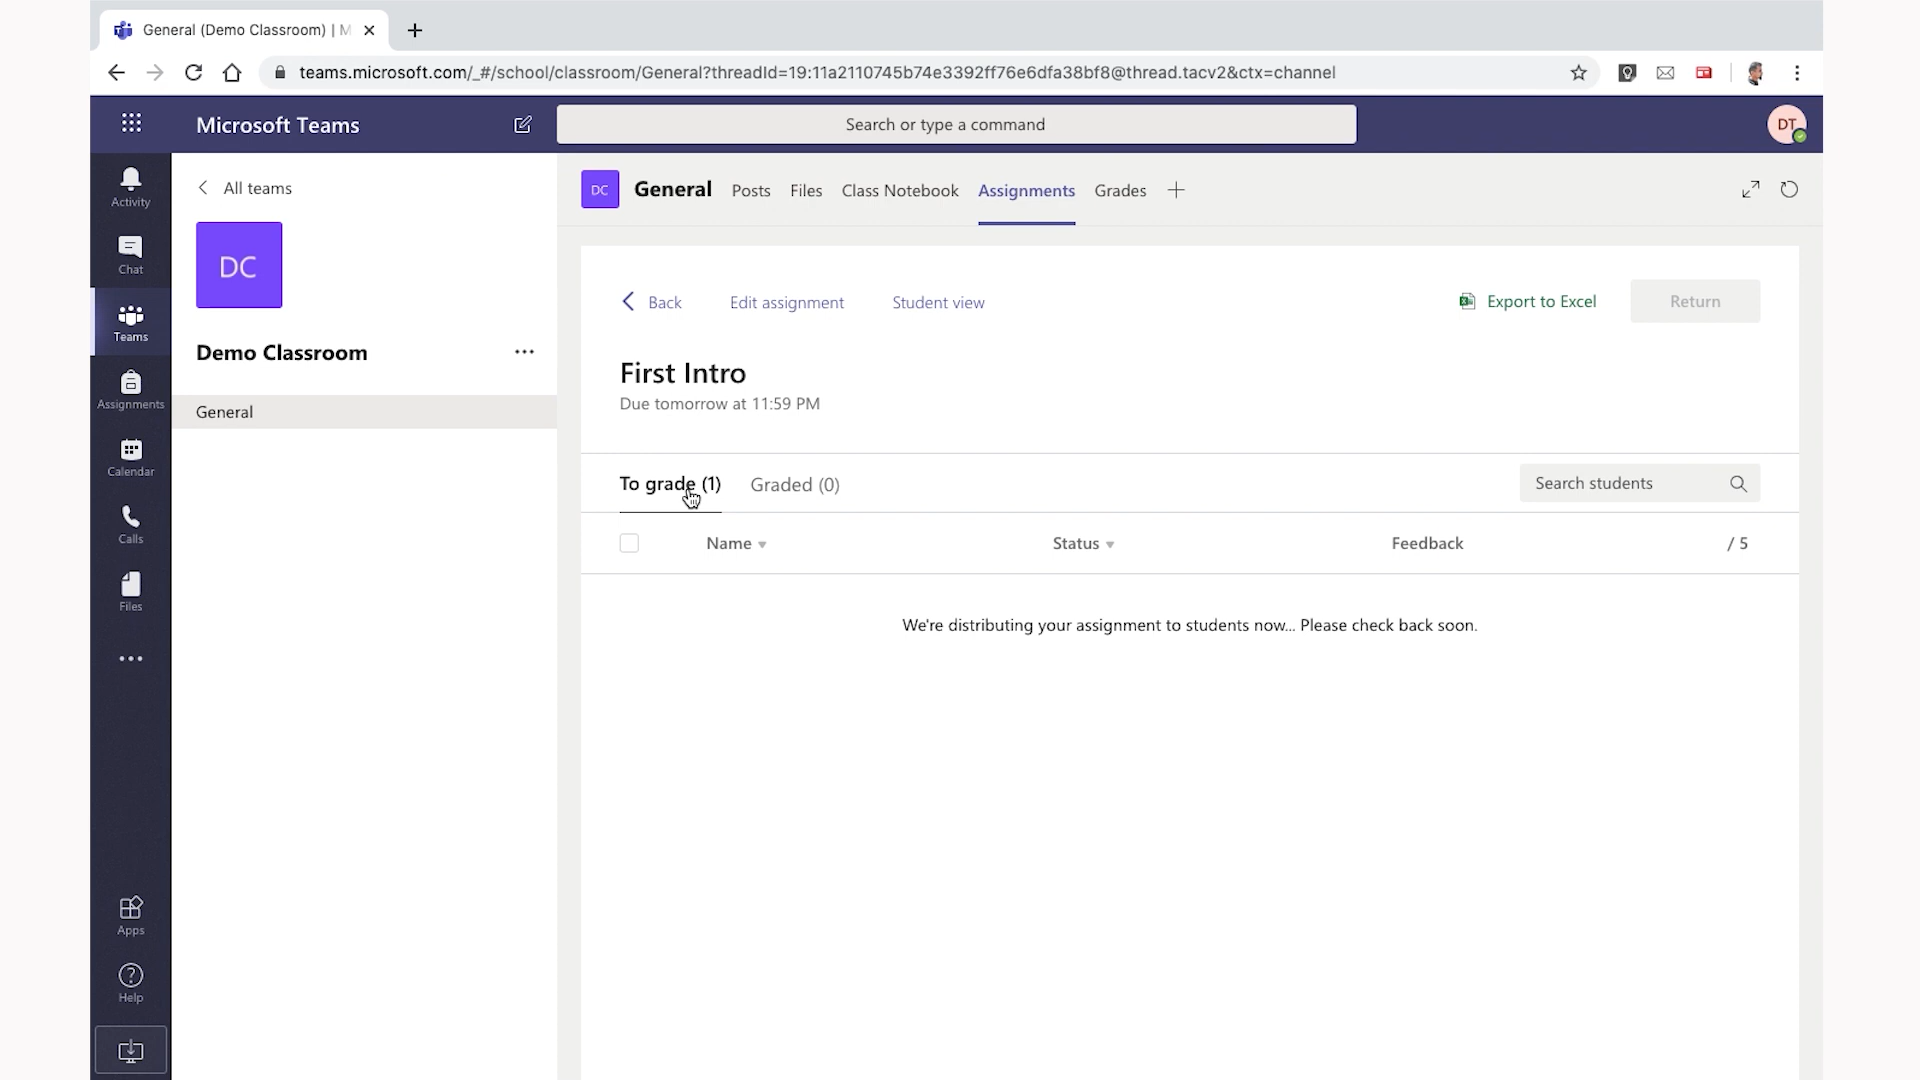 General (Demo Classroom) | M
teams.microsoft.com/_#/school/classroom/General?threadId=19:11a2110745b74e3392ff76e6dfa38bf8@thread.tacv2&ctx=channel
Microsoft Teams
Search or type a command
DT
Activity
Chat
Teams
Assignments
Calendar
Calls
Files
Apps
Help
All teams
DC
Demo Classroom
General
DC
General
Posts
Files
Class Notebook
Assignments
Grades
Back
Edit assignment
Student view
Export to Excel
Return
First Intro
Due tomorrow at 11:59 PM
To grade (1)
Graded (0)
Search students
Name
Status
Feedback
/ 5
We're distributing your assignment to students now... Please check back soon.